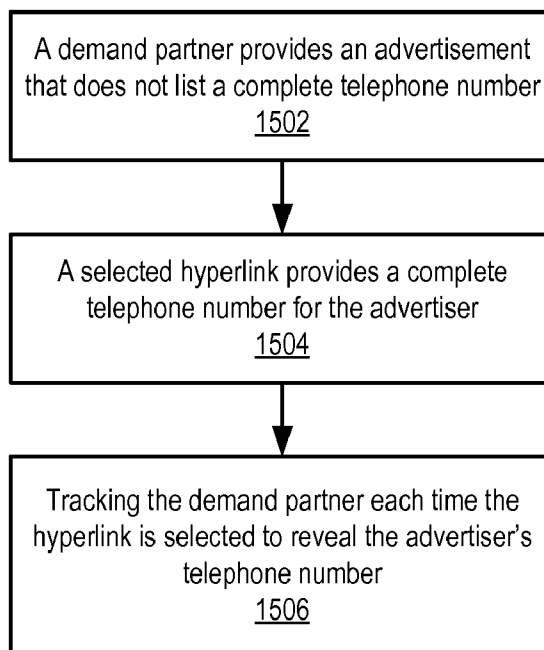 A demand partner provides an advertisement
that does not list a complete telephone number
1502
A selected hyperlink provides a complete
telephone number for the advertiser
1504
Tracking the demand partner each time the
hyperlink is selected to reveal the advertiser's
telephone number
1506